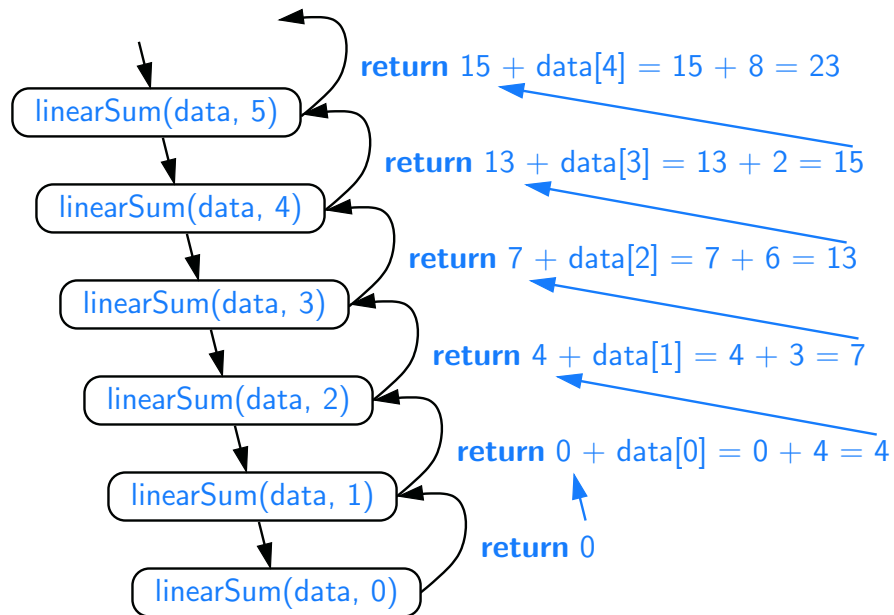 return 15 + data[4] = 15 + 8 = 23
linearSum(data, 5)
return 13 + data[3] = 13 + 2 = 15
linearSum(data, 4)
return 7 + data[2] = 7 + 6 = 13
linearSum(data, 3)
return 4 + data[1] = 4 + 3 = 7
linearSum(data, 2)
return 0 + data[0] = 0 + 4 = 4
linearSum(data, 1)
return 0
linearSum(data, 0)